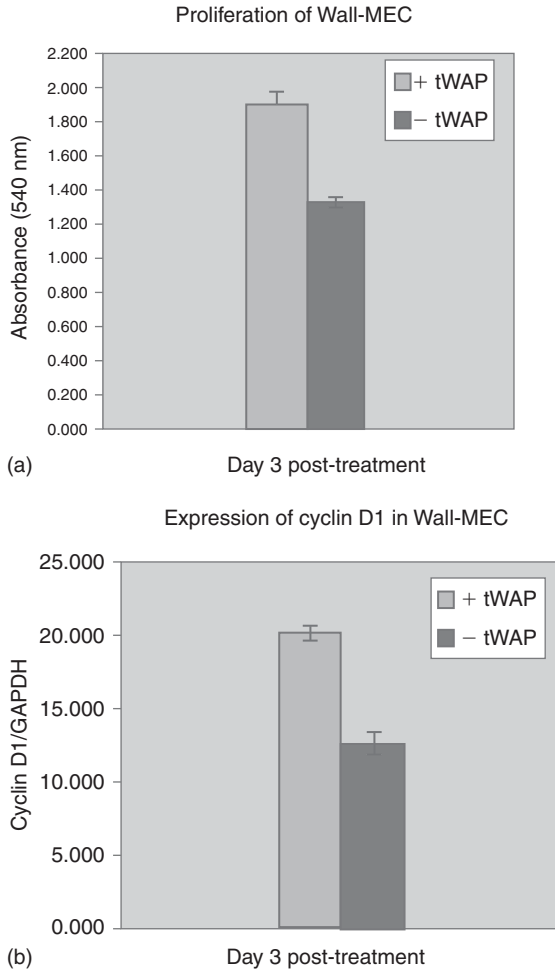 Proliferation of Wall-MEC
2.200
2.000
1.800
1.600
1.400
1.200
1.000
0.800
0.600
0.400
0.200
0.000
Absorbance (540 nm)
+ tWAP
− tWAP
(a)
Day 3 post-treatment
Expression of cyclin D1 in Wall-MEC
25.000
20.000
15.000
10.000
5.000
0.000
Cyclin D1/GAPDH
+ tWAP
− tWAP
(b)
Day 3 post-treatment